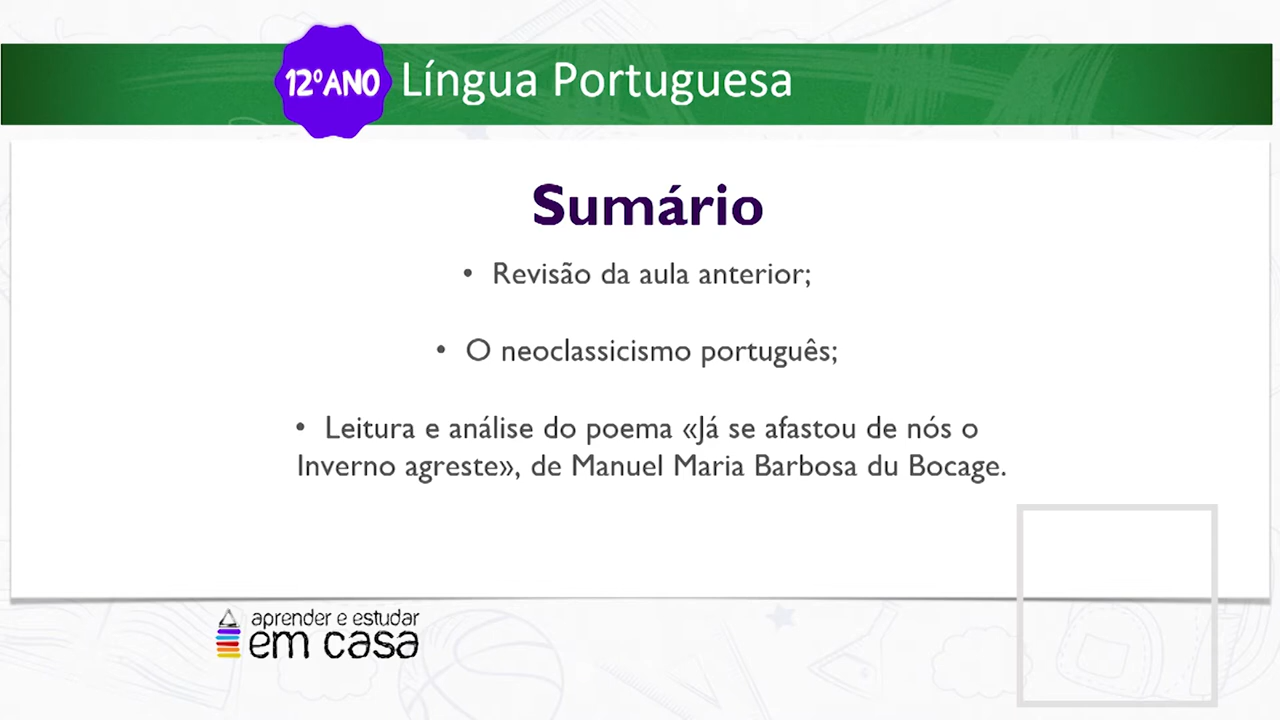 12ºANO Língua Portuguesa
Sumário
• Revisão da aula anterior;
• O neoclassicismo português;
• Leitura e análise do poema «Já se afastou de nós o
Inverno agreste», de Manuel Maria Barbosa du Bocage.
aprender e estudar
em casa